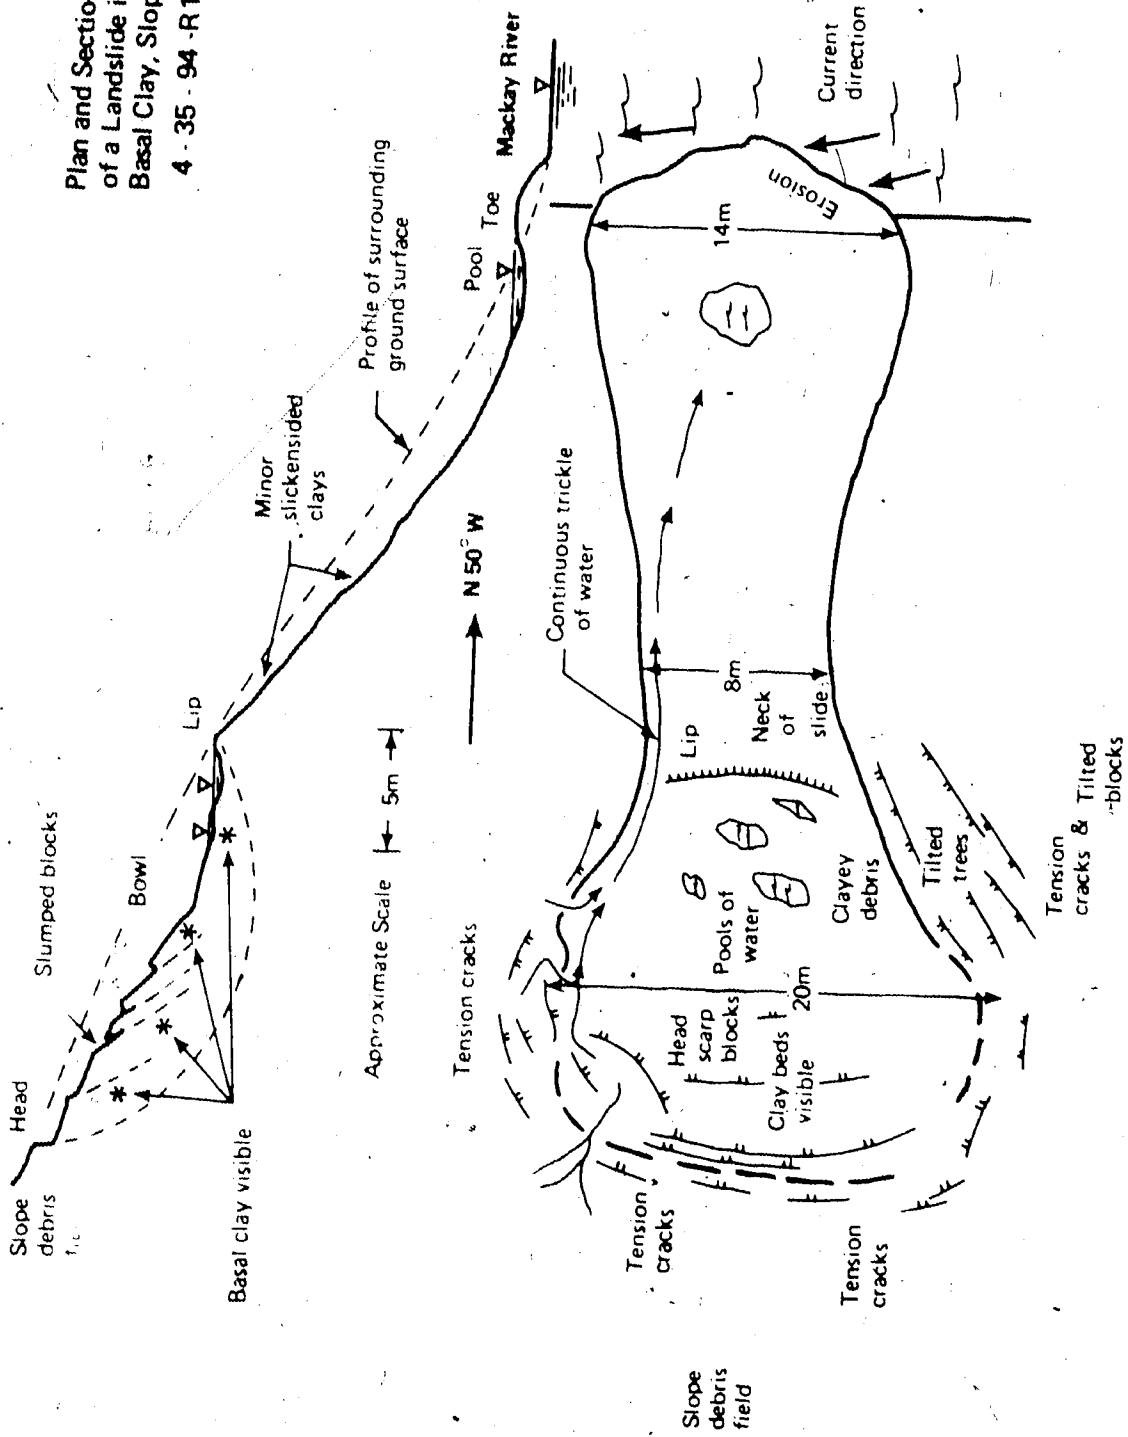 Plan and Sectio
of a Landslide i
Basal Clay, Slop
4 - 35 - 94 -R1
Slope
debris
Head
Slumped blocks
Bowl
Lip
Minor
slickensided
clays
Profile of surrounding
ground surface
Pool
Toe
Mackay River
Basal clay visible
Approximate Scale
5m
N 50° W
Tension cracks
Continuous trickle
of water
Current
direction
Erosion
14m
8m
Neck
of
slide
Lip
Pools of
water
Clayey
debris
Tilted
trees
20m
Head
scarp
blocks
Clay beds
visible
Tension
cracks
Tension
cracks
Tension
cracks & Tilted
blocks
Slope
debris
field